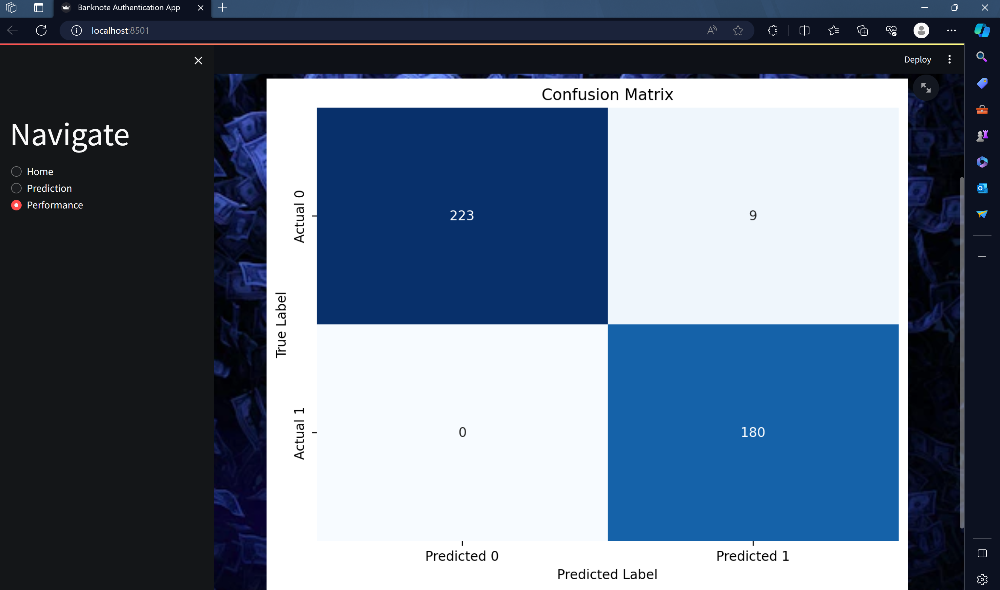 Banknote Authentication App
localhost:8501
Deploy
Navigate
Home
Prediction
Performance
Confusion Matrix
True Label
Actual 0
223
9
Actual 1
0
180
Predicted 0
Predicted 1
Predicted Label